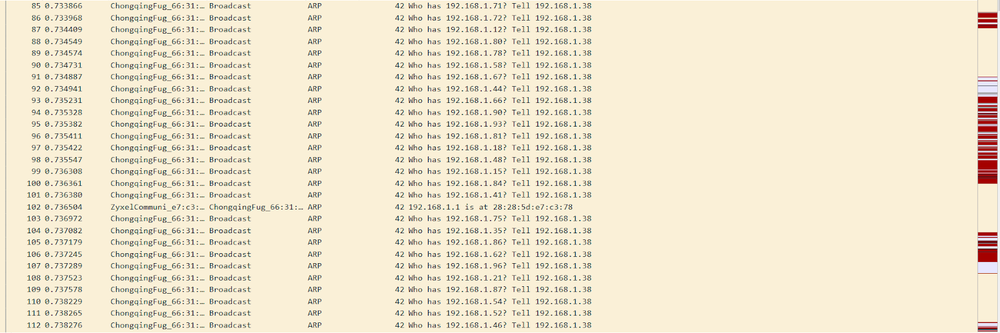 85 0.733866 ChongqingFug_66:31:… Broadcast ARP 42 Who has 192.168.1.71? Tell 192.168.1.38
86 0.733968 ChongqingFug_66:31:… Broadcast ARP 42 Who has 192.168.1.72? Tell 192.168.1.38
87 0.734409 ChongqingFug_66:31:… Broadcast ARP 42 Who has 192.168.1.12? Tell 192.168.1.38
88 0.734549 ChongqingFug_66:31:… Broadcast ARP 42 Who has 192.168.1.80? Tell 192.168.1.38
89 0.734574 ChongqingFug_66:31:… Broadcast ARP 42 Who has 192.168.1.78? Tell 192.168.1.38
90 0.734731 ChongqingFug_66:31:… Broadcast ARP 42 Who has 192.168.1.58? Tell 192.168.1.38
91 0.734887 ChongqingFug_66:31:… Broadcast ARP 42 Who has 192.168.1.67? Tell 192.168.1.38
92 0.734941 ChongqingFug_66:31:… Broadcast ARP 42 Who has 192.168.1.44? Tell 192.168.1.38
93 0.735231 ChongqingFug_66:31:… Broadcast ARP 42 Who has 192.168.1.66? Tell 192.168.1.38
94 0.735328 ChongqingFug_66:31:… Broadcast ARP 42 Who has 192.168.1.90? Tell 192.168.1.38
95 0.735382 ChongqingFug_66:31:… Broadcast ARP 42 Who has 192.168.1.93? Tell 192.168.1.38
96 0.735411 ChongqingFug_66:31:… Broadcast ARP 42 Who has 192.168.1.81? Tell 192.168.1.38
97 0.735422 ChongqingFug_66:31:… Broadcast ARP 42 Who has 192.168.1.18? Tell 192.168.1.38
98 0.735547 ChongqingFug_66:31:… Broadcast ARP 42 Who has 192.168.1.48? Tell 192.168.1.38
99 0.736308 ChongqingFug_66:31:… Broadcast ARP 42 Who has 192.168.1.15? Tell 192.168.1.38
100 0.736361 ChongqingFug_66:31:… Broadcast ARP 42 Who has 192.168.1.84? Tell 192.168.1.38
101 0.736380 ChongqingFug_66:31:… Broadcast ARP 42 Who has 192.168.1.41? Tell 192.168.1.38
102 0.736504 ZyxelCommuni_e7:c3:… ChongqingFug_66:31:… ARP 42 192.168.1.1 is at 28:28:5d:e7:c3:78
103 0.736972 ChongqingFug_66:31:… Broadcast ARP 42 Who has 192.168.1.75? Tell 192.168.1.38
104 0.737082 ChongqingFug_66:31:… Broadcast ARP 42 Who has 192.168.1.35? Tell 192.168.1.38
105 0.737179 ChongqingFug_66:31:… Broadcast ARP 42 Who has 192.168.1.86? Tell 192.168.1.38
106 0.737245 ChongqingFug_66:31:… Broadcast ARP 42 Who has 192.168.1.62? Tell 192.168.1.38
107 0.737289 ChongqingFug_66:31:… Broadcast ARP 42 Who has 192.168.1.96? Tell 192.168.1.38
108 0.737523 ChongqingFug_66:31:… Broadcast ARP 42 Who has 192.168.1.21? Tell 192.168.1.38
109 0.737578 ChongqingFug_66:31:… Broadcast ARP 42 Who has 192.168.1.87? Tell 192.168.1.38
110 0.738229 ChongqingFug_66:31:… Broadcast ARP 42 Who has 192.168.1.54? Tell 192.168.1.38
111 0.738265 ChongqingFug_66:31:… Broadcast ARP 42 Who has 192.168.1.52? Tell 192.168.1.38
112 0.738276 ChongqingFug_66:31:… Broadcast ARP 42 Who has 192.168.1.46? Tell 192.168.1.38